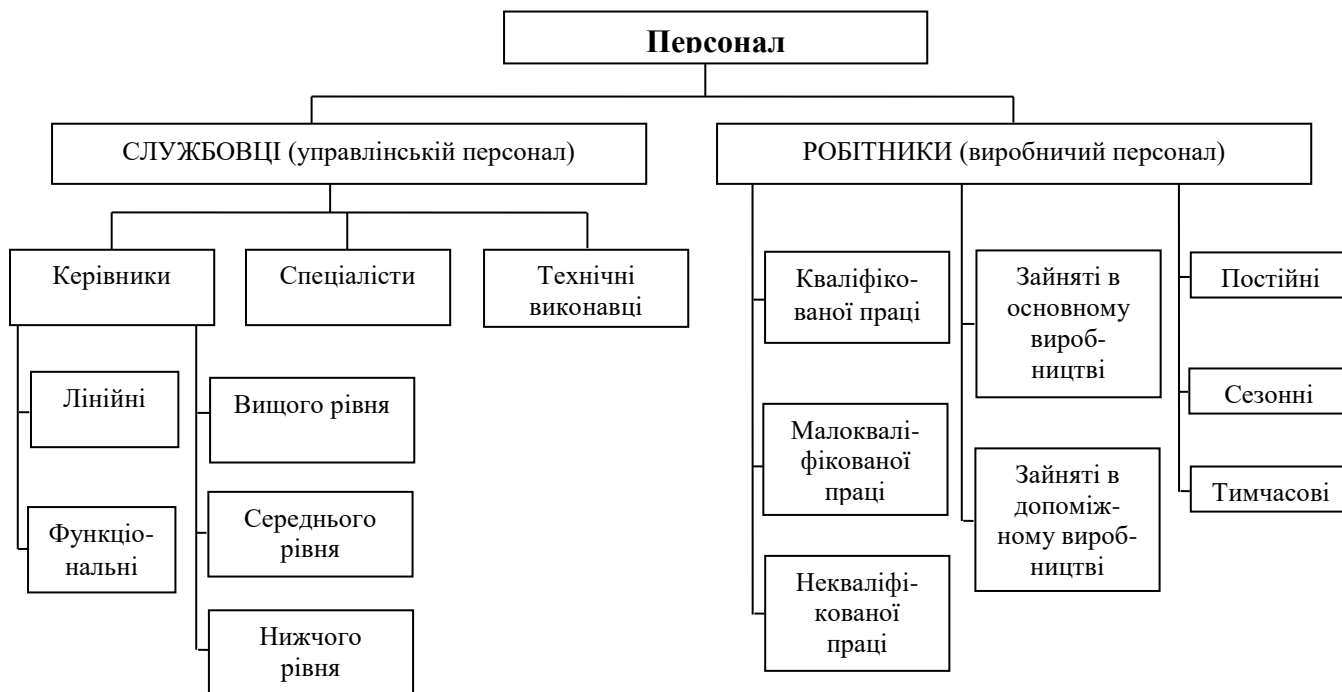 Персонал
СЛУЖБОВЦІ (управлінській персонал)
РОБІТНИКИ (виробничий персонал)
Керівники
Спеціалісти
Технічні
виконавці
Лінійні
Функціо-
нальні
Вищого рівня
Середнього
рівня
Нижчого
рівня
Кваліфіко-
ваної праці
Малоквалі-
фікованої
праці
Некваліфі-
кованої
праці
Зайняті в
основному
вироб-
ництві
Зайняті в
допоміж-
ному вироб-
ництві
Постійні
Сезонні
Тимчасові